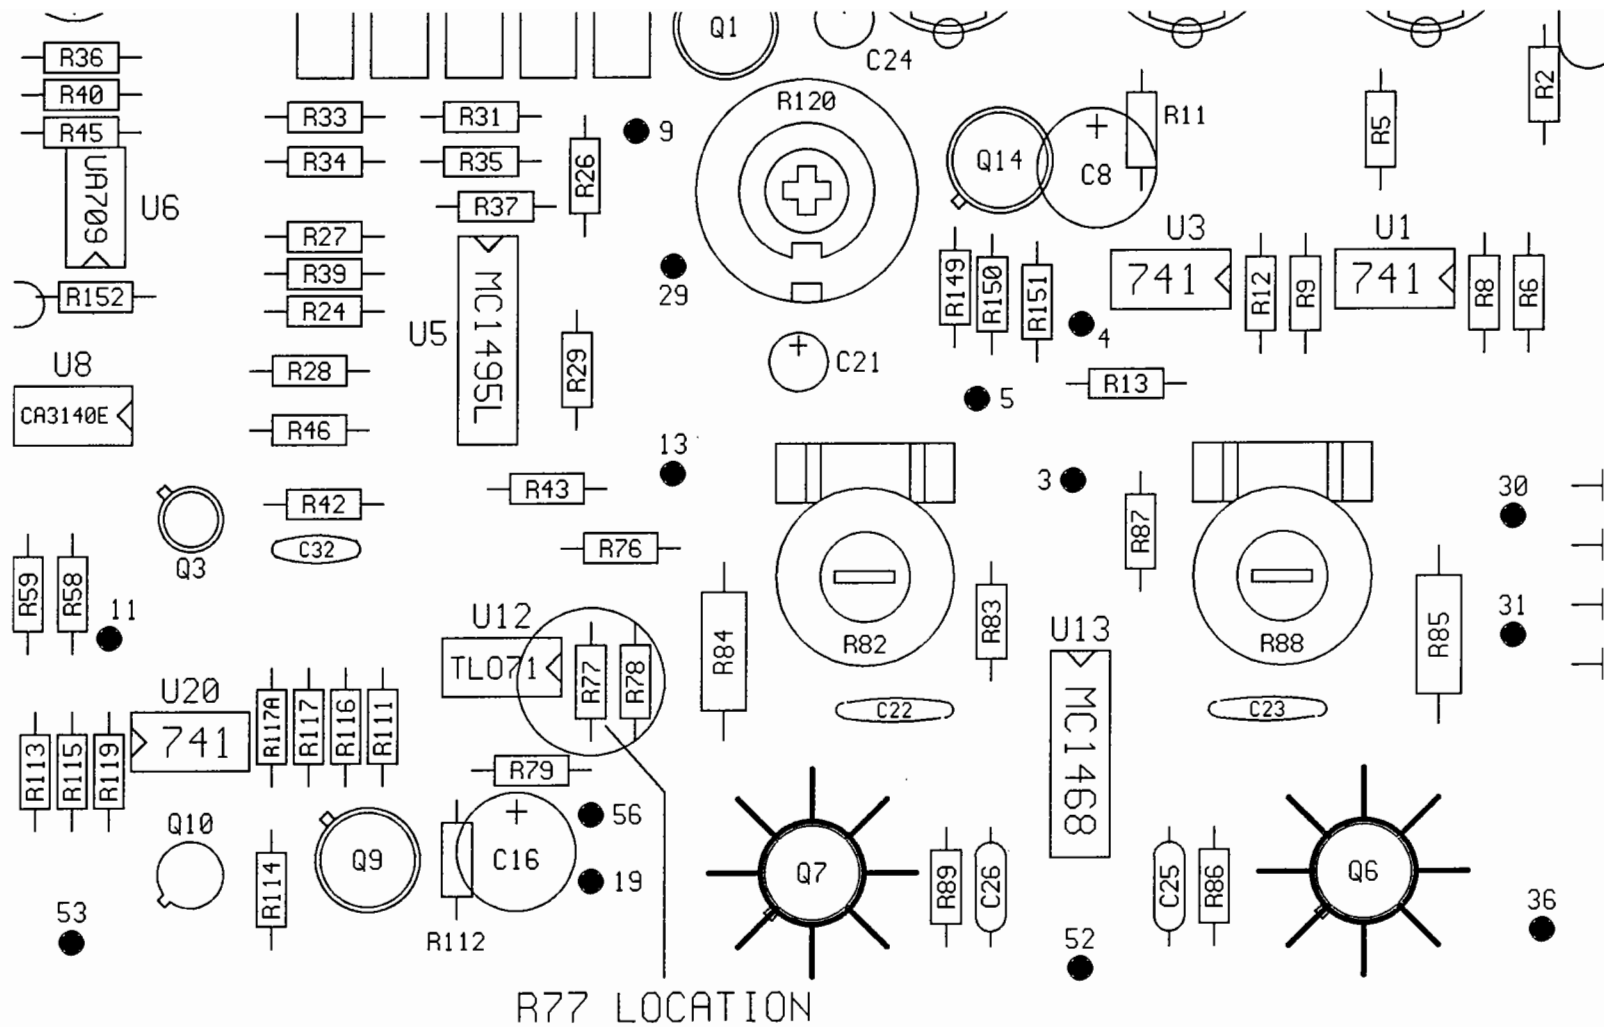 Q1
C24
R36
R40
R45
UA709
U6
R33
R34
R31
R35
R37
R26
9
R120
Q14
C8
R11
R5
R2
R27
R39
R24
R152
U5
MC1495L
29
R149
R150
R151
4
U3
741
R12
R9
U1
741
R8
R6
U8
CA3140E
R28
R46
R29
C21
5
R13
13
R43
R42
C32
Q3
R76
3
R87
30
R59
R58
11
U12
TL071
R77
R78
R84
R82
R83
U13
MC1468
R88
R85
31
C22
C23
U20
741
R117A
R117
R116
R111
R113
R115
R119
R79
56
Q10
R114
Q9
C16
19
R112
Q7
R89
C26
C25
R86
Q6
53
52
36
R77 LOCATION